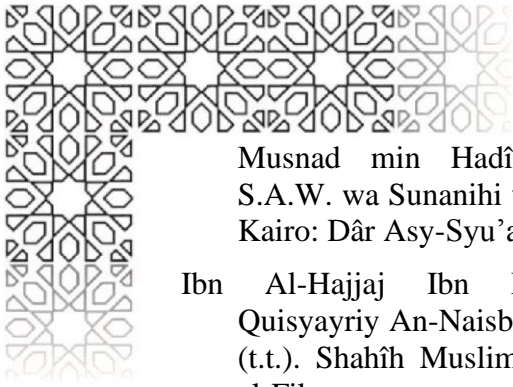 Musnad min Hadî
S.A.W. wa Sunanihi
Kairo: Dâr Asy-Syu'a
Ibn Al-Hajjaj Ibn
Quisyayriy An-Naisb
(t.t.). Shahîh Muslim